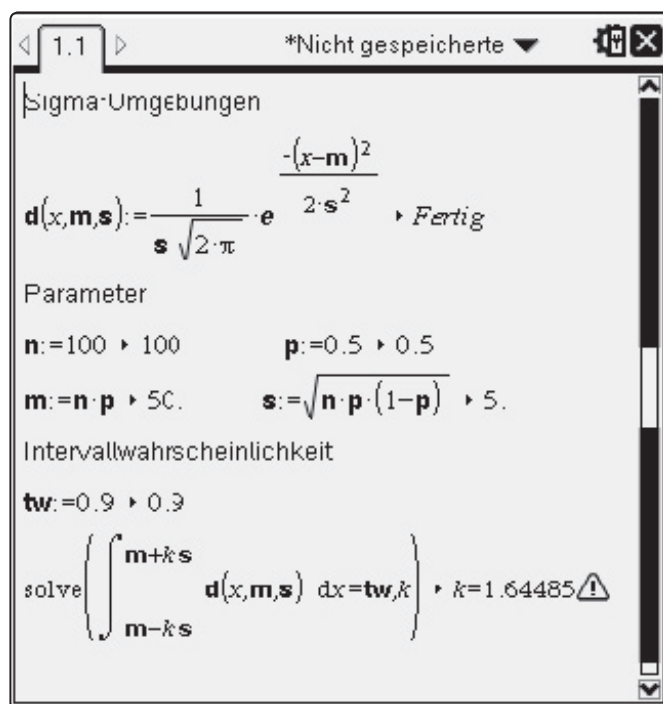 1.1 *Nicht gespeicherte
Sigma-Umgebungen
d(x,m,s):=1/(s √(2·π))·e^(-(x-m)²/(2·s²)) ▸ Fertig
Parameter
n:=100 ▸ 100 p:=0.5 ▸ 0.5
m:=n·p ▸ 50. s:=√(n·p·(1-p)) ▸ 5.
Intervallwahrscheinlichkeit
tw:=0.9 ▸ 0.9
solve(∫_(m-k·s)^(m+k·s) d(x,m,s) dx=tw,k) ▸ k=1.64485